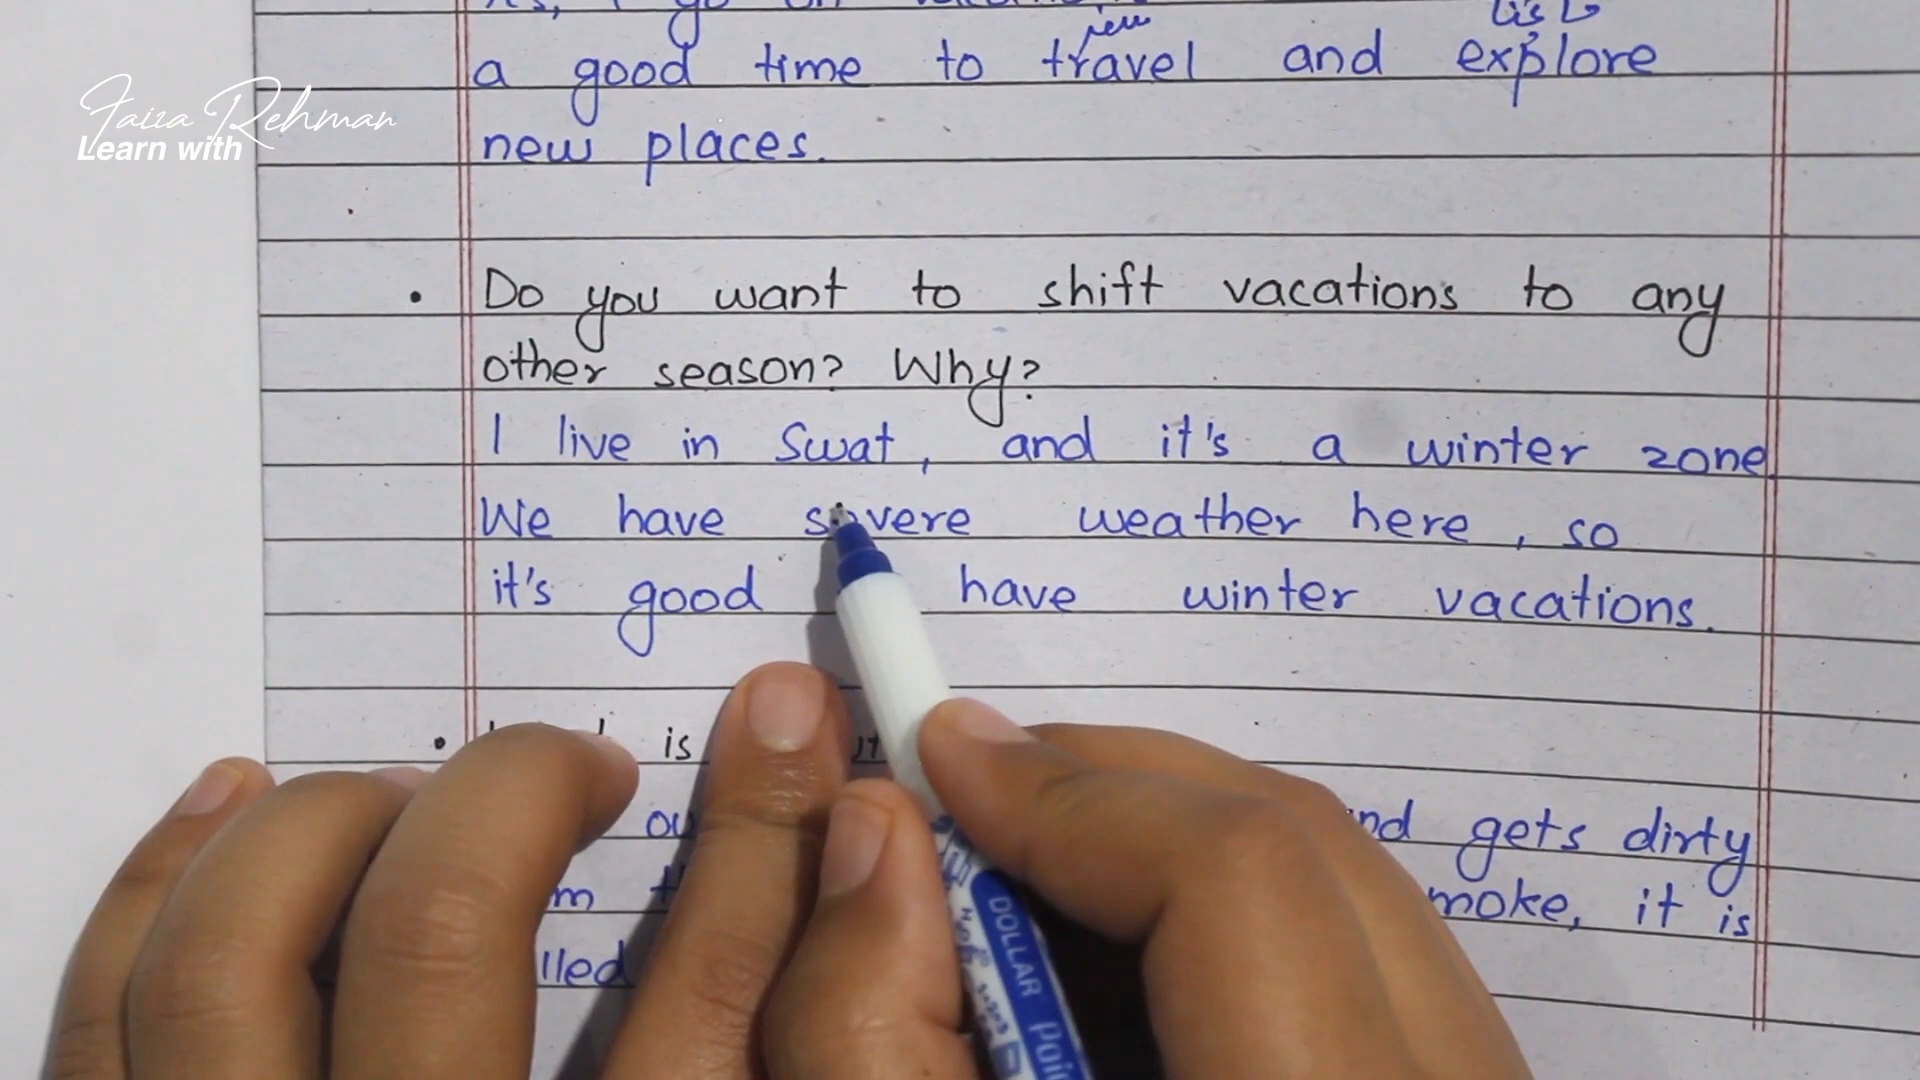 Faiza Rehman
Learn with
a good time to travel and explore
new places.
• Do you want to shift vacations to any
other season? Why?
I live in Swat, and it's a winter zone
We have severe weather here, so
it's good have winter vacations.
• is
gets dirty
it is
DOLLAR